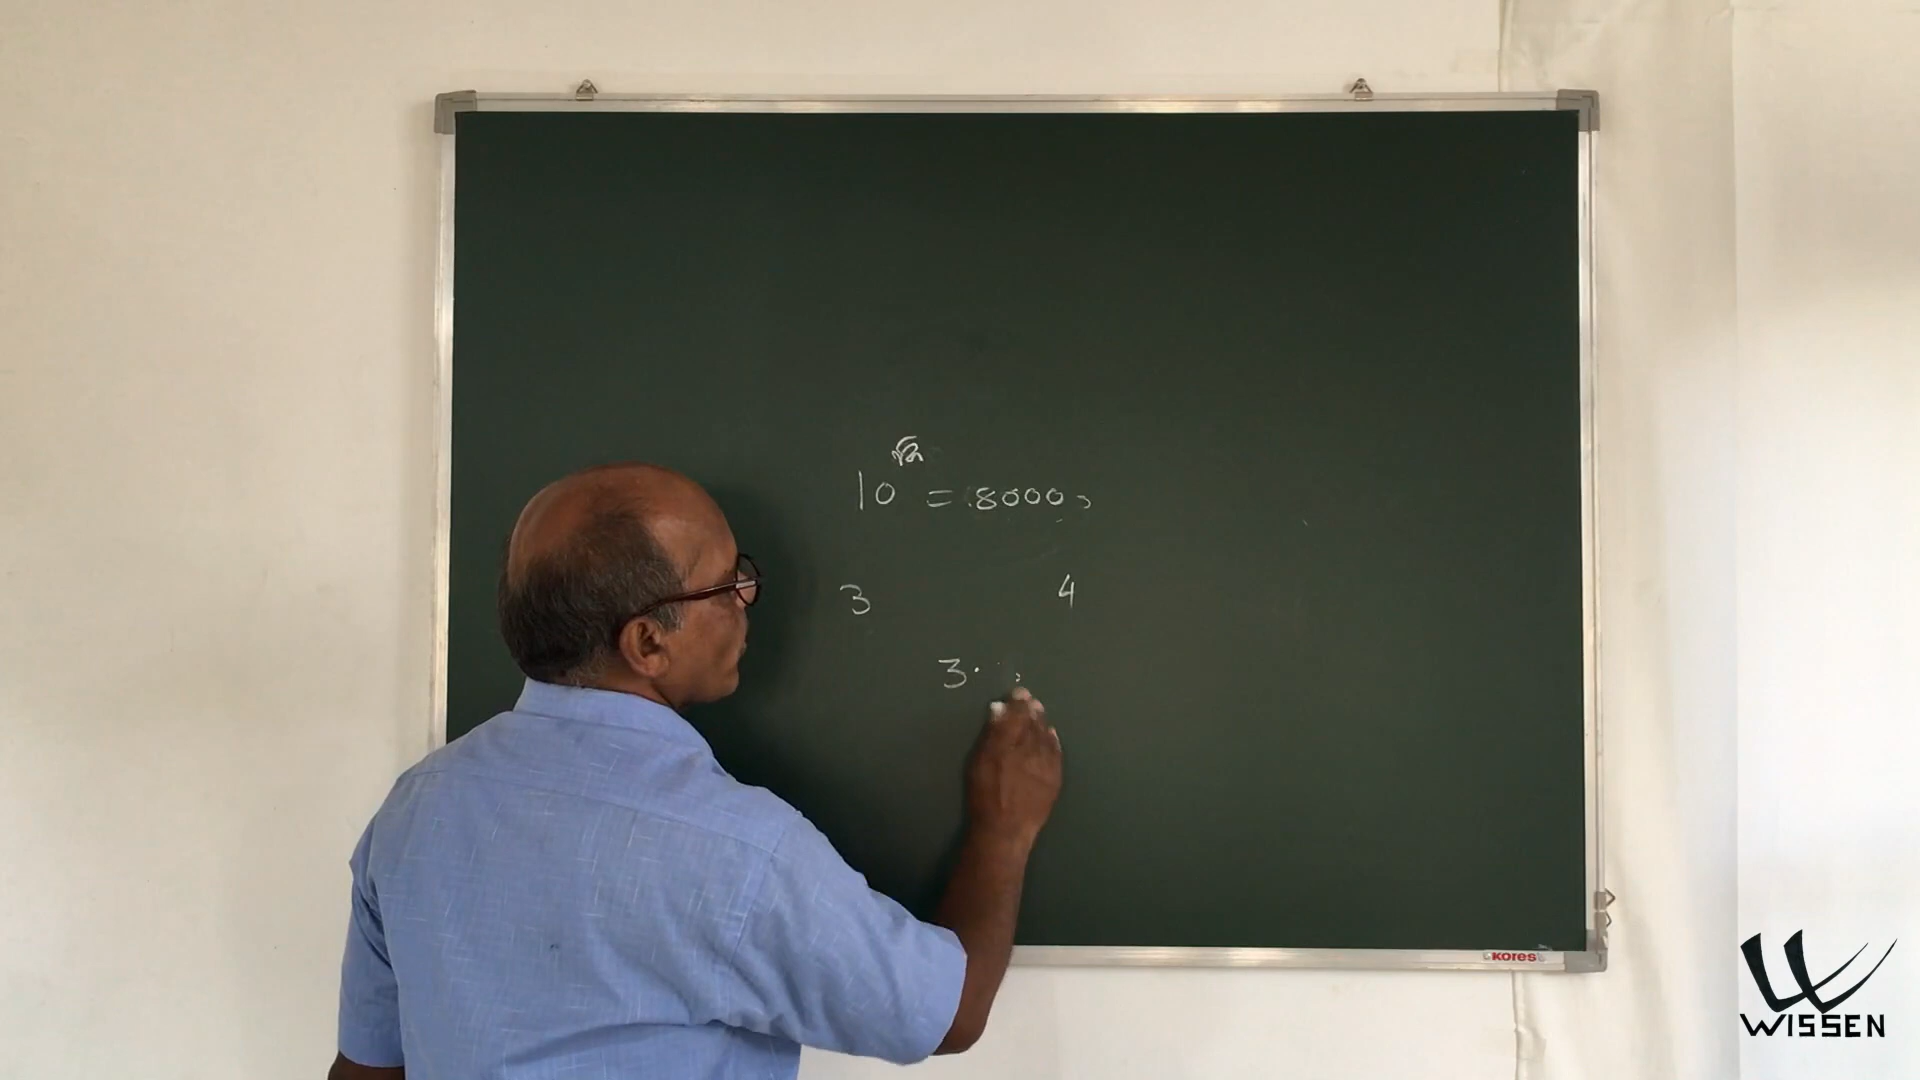 10 = 8000,
3 4
3.
KORES
WISSEN